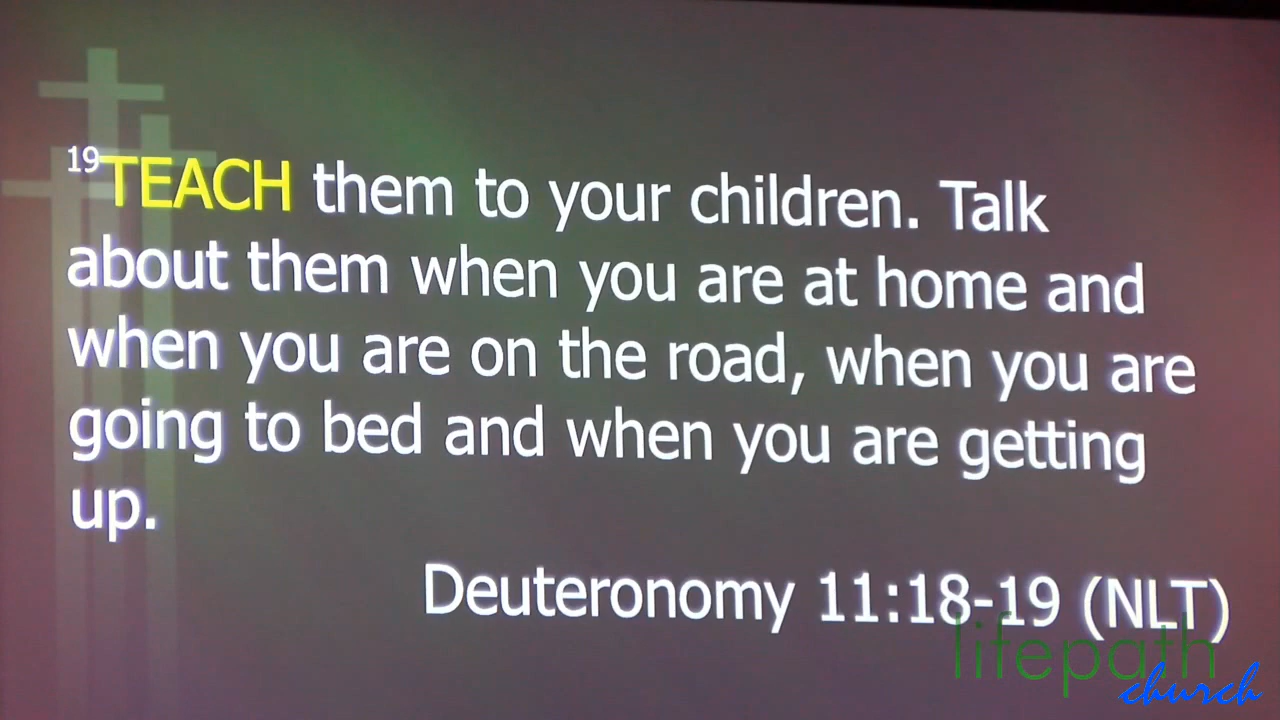 19TEACH them to your children. Talk
about them when you are at home and
when you are on the road, when you are
going to bed and when you are getting
up.
Deuteronomy 11:18-19 (NLT)
lifepath
church